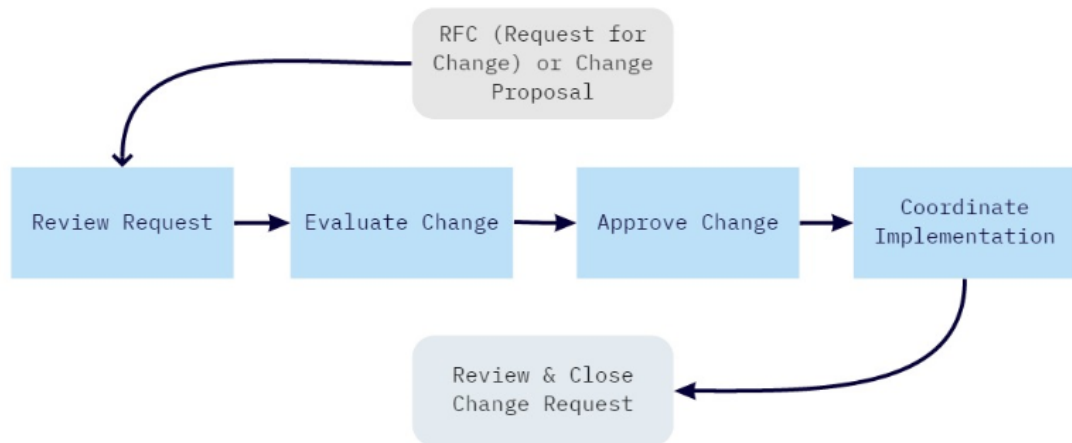 RFC (Request for
Change) or Change
Proposal
Review Request
Evaluate Change
Approve Change
Coordinate
Implementation
Review & Close
Change Request